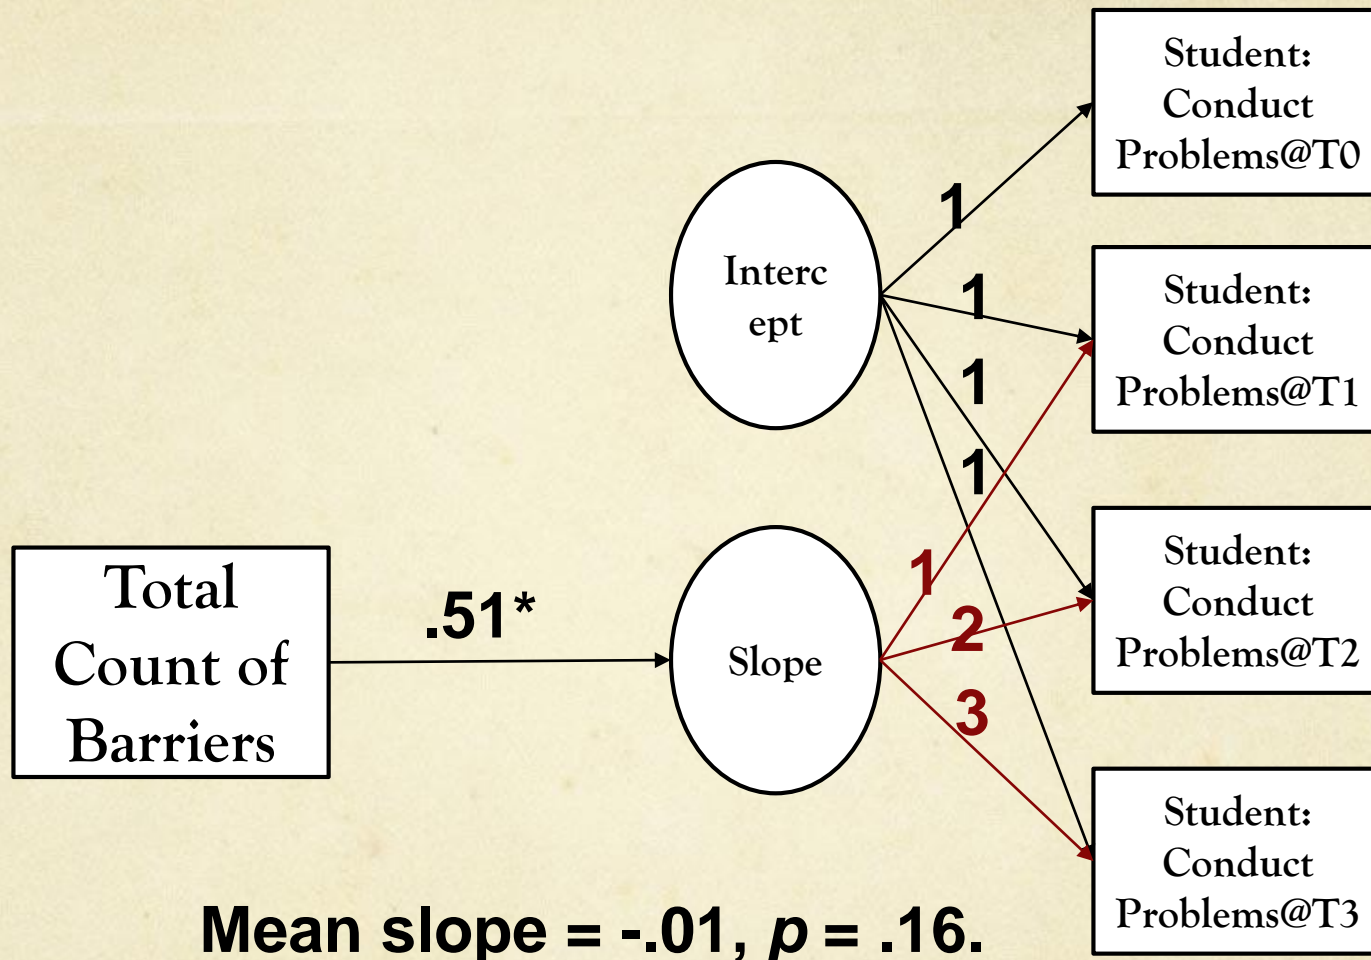 Student:
Conduct
Problems@T0
1
Interc
ept
1
Student:
Conduct
Problems@T1
1
1
Total
Count of
Barriers
.51*
Slope
1
2
3
Student:
Conduct
Problems@T2
Student:
Conduct
Problems@T3
Mean slope = -.01, p = .16.